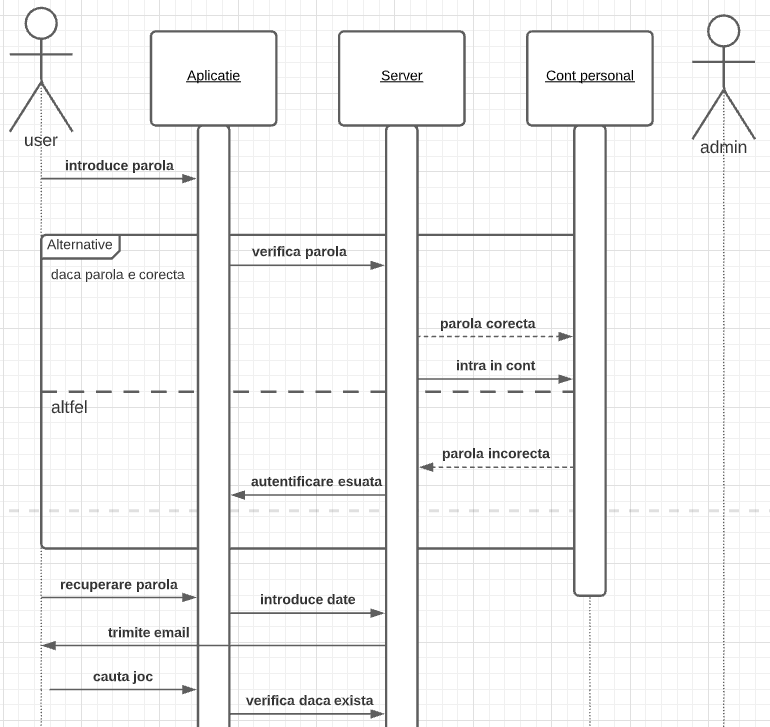 Aplicatie
Server
Cont personal
user
admin
introduce parola
Alternative
verifica parola
daca parola e corecta
parola corecta
intra in cont
altfel
parola incorecta
autentificare esuata
recuperare parola
introduce date
trimite email
cauta joc
verifica daca exista